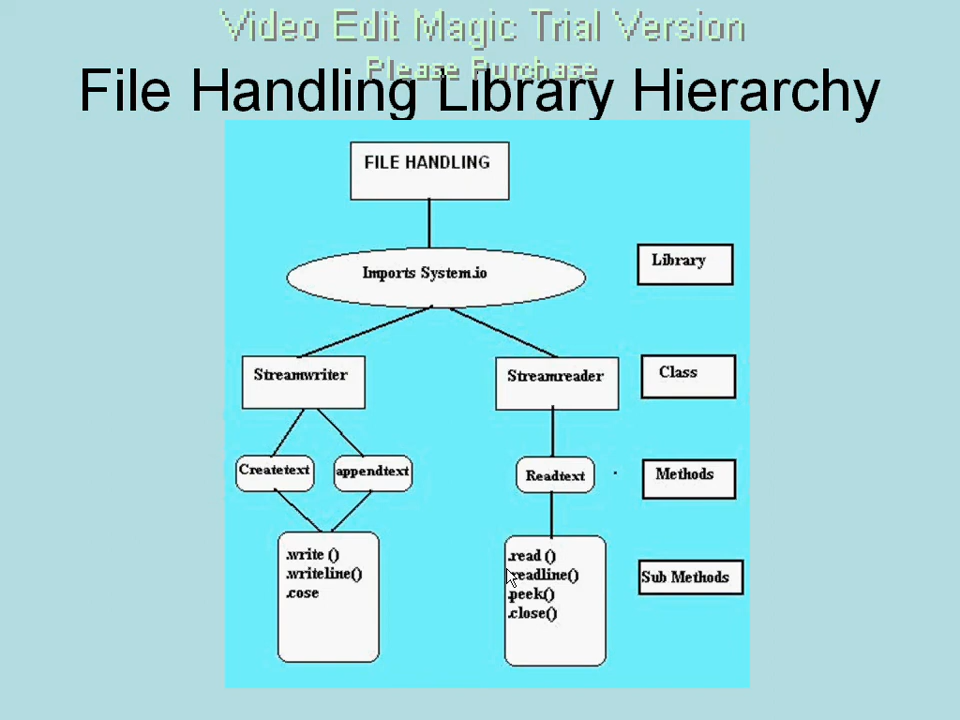 Video Edit Magic Trial Version
Please Purchase
File Handling Library Hierarchy
FILE HANDLING
Imports System.io
Library
Streamwriter
Streamreader
Class
Createtext
appendtext
Readtext
Methods
.write ()
.writeline()
.cose
.read ()
.readline()
.peek()
.close()
Sub Methods